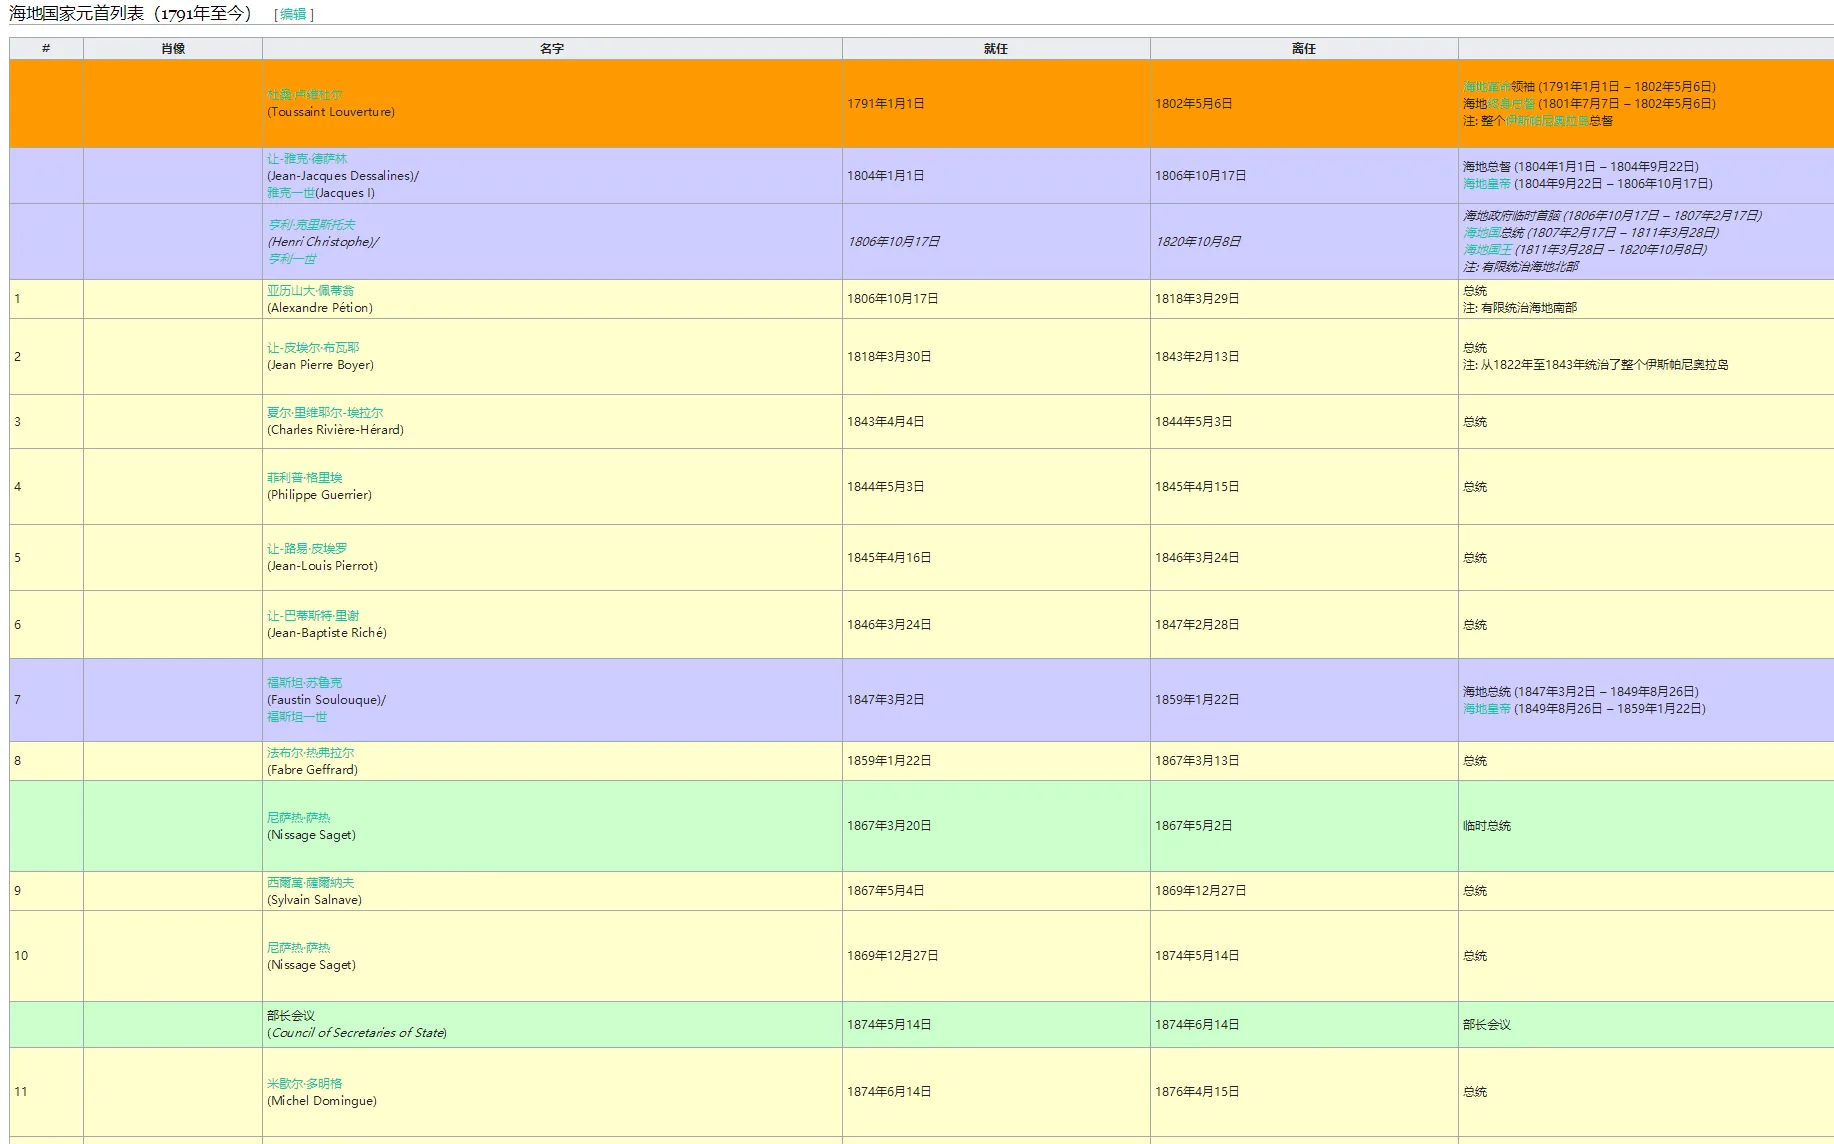 海地国家元首列表（1791年至今） [编辑]
# 肖像 名字 就任 离任
杜桑·卢维杜尔
(Toussaint Louverture)
1791年1月1日
1802年5月6日
海地革命领袖 (1791年1月1日 – 1802年5月6日)
海地终身总督 (1801年7月7日 – 1802年5月6日)
注: 整个伊斯帕尼奥拉岛总督
让-雅克·德萨林
(Jean-Jacques Dessalines)/
雅克一世(Jacques I)
1804年1月1日
1806年10月17日
海地总督 (1804年1月1日 – 1804年9月22日)
海地皇帝 (1804年9月22日 – 1806年10月17日)
亨利·克里斯托夫
(Henri Christophe)/
亨利一世
1806年10月17日
1820年10月8日
海地政府临时首脑 (1806年10月17日 – 1807年2月17日)
海地国总统 (1807年2月17日 – 1811年3月28日)
海地国王 (1811年3月28日 – 1820年10月8日)
注: 有限统治海地北部
1
亚历山大·佩蒂翁
(Alexandre Pétion)
1806年10月17日
1818年3月29日
总统
注: 有限统治海地南部
2
让-皮埃尔·布瓦耶
(Jean Pierre Boyer)
1818年3月30日
1843年2月13日
总统
注: 从1822年至1843年统治了整个伊斯帕尼奥拉岛
3
夏尔·里维耶尔-埃拉尔
(Charles Rivière-Hérard)
1843年4月4日
1844年5月3日
总统
4
菲利普·格里埃
(Philippe Guerrier)
1844年5月3日
1845年4月15日
总统
5
让-路易·皮埃罗
(Jean-Louis Pierrot)
1845年4月16日
1846年3月24日
总统
6
让-巴蒂斯特·里谢
(Jean-Baptiste Riché)
1846年3月24日
1847年2月28日
总统
7
福斯坦·苏鲁克
(Faustin Soulouque)/
福斯坦一世
1847年3月2日
1859年1月22日
海地总统 (1847年3月2日 – 1849年8月26日)
海地皇帝 (1849年8月26日 – 1859年1月22日)
8
法布尔·热弗拉尔
(Fabre Geffrard)
1859年1月22日
1867年3月13日
总统
尼萨热·萨热
(Nissage Saget)
1867年3月20日
1867年5月2日
临时总统
9
西爾萬·薩爾納夫
(Sylvain Salnave)
1867年5月4日
1869年12月27日
总统
10
尼萨热·萨热
(Nissage Saget)
1869年12月27日
1874年5月14日
总统
部长会议
(Council of Secretaries of State)
1874年5月14日
1874年6月14日
部长会议
11
米歇尔·多明格
(Michel Domingue)
1874年6月14日
1876年4月15日
总统